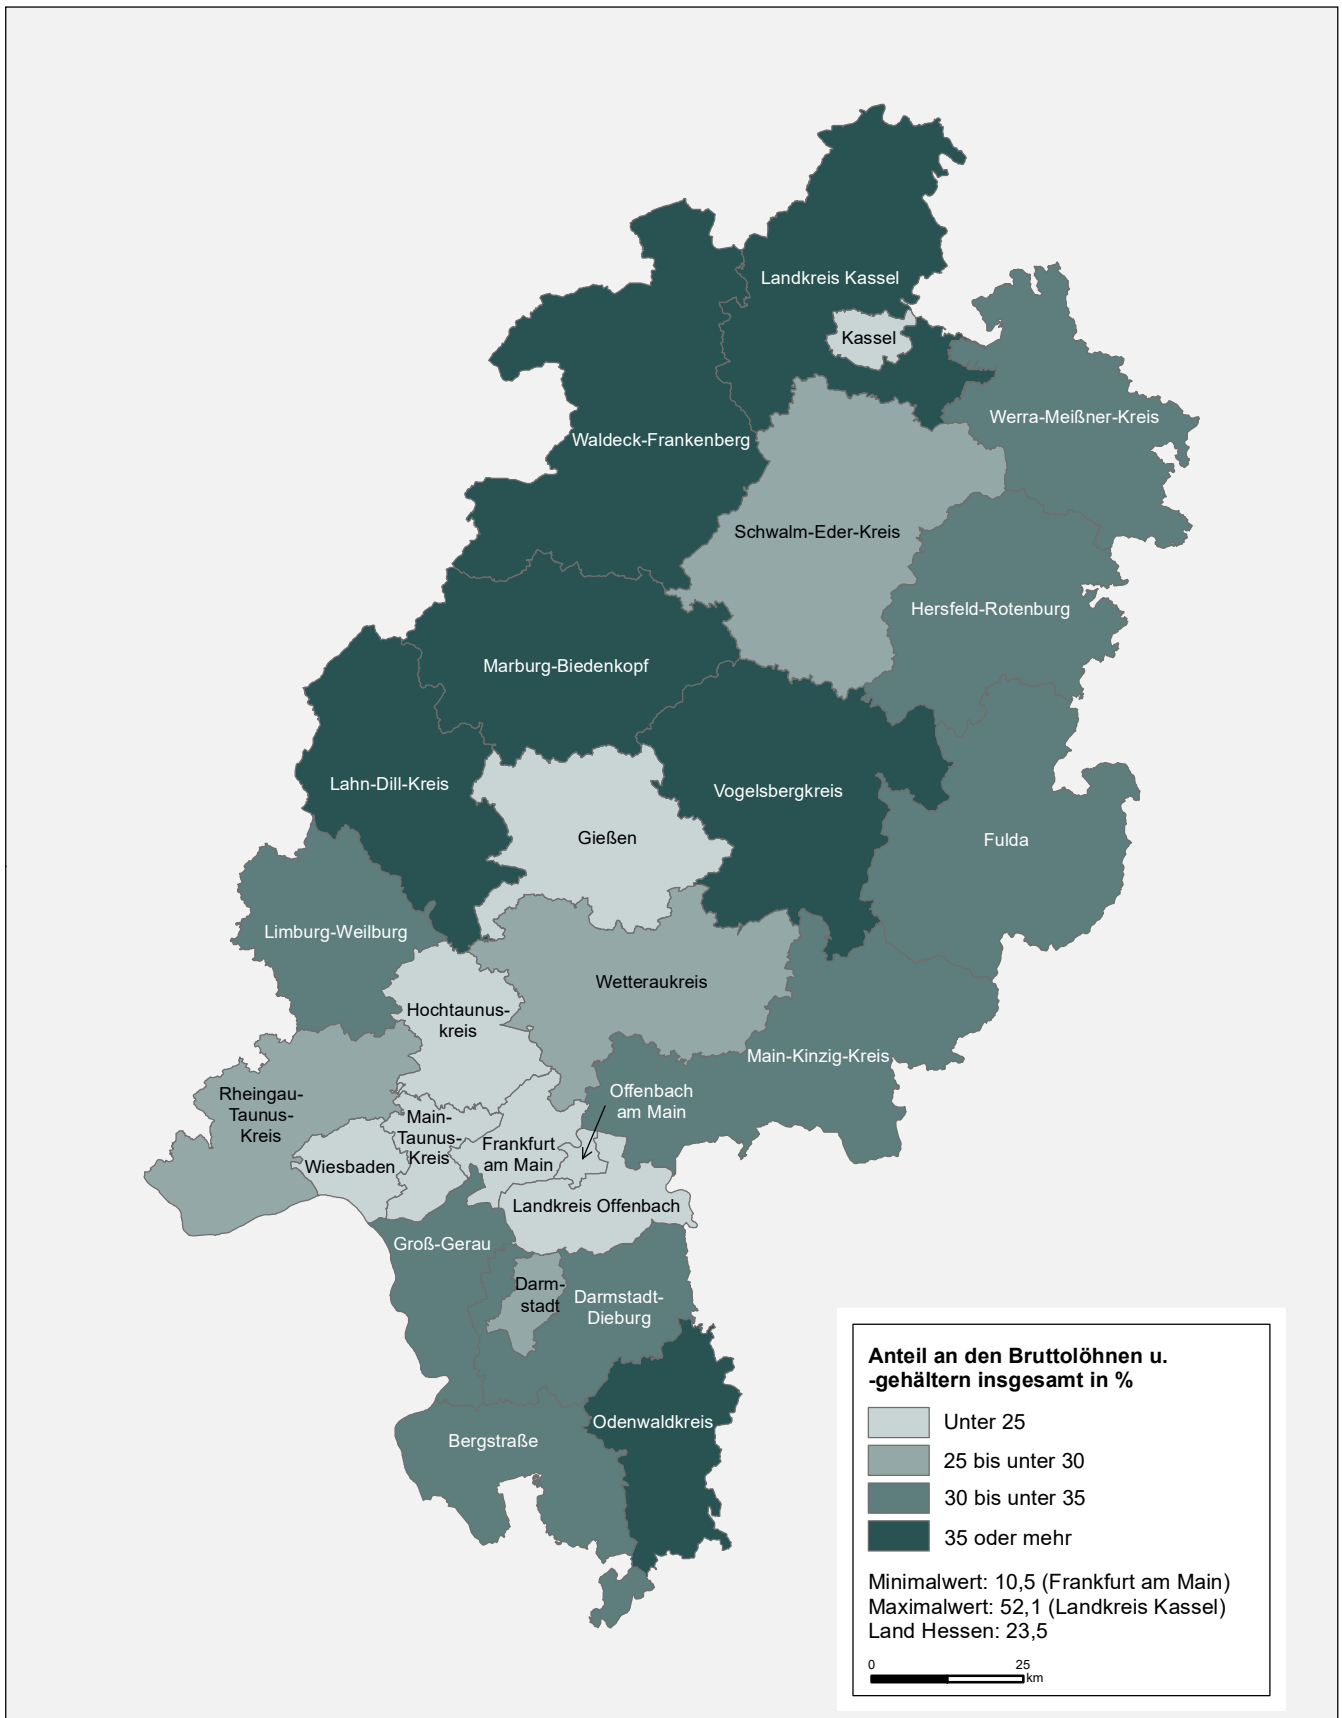 Landkreis Kassel
Kassel
Werra-Meißner-Kreis
Waldeck-Frankenberg
Schwalm-Eder-Kreis
Hersfeld-Rotenburg
Marburg-Biedenkopf
Lahn-Dill-Kreis
Vogelsbergkreis
Gießen
Fulda
Limburg-Weilburg
Wetteraukreis
Hochtaunus-
kreis
Main-Kinzig-Kreis
Rheingau-
Taunus-
Kreis
Offenbach
am Main
Main-
Taunus-
Kreis
Frankfurt
am Main
Wiesbaden
Landkreis Offenbach
Groß-Gerau
Darm-
stadt
Darmstadt-
Dieburg
Odenwaldkreis
Bergstraße
Anteil an den Bruttolöhnen u.
-gehältern insgesamt in %
Unter 25
25 bis unter 30
30 bis unter 35
35 oder mehr
Minimalwert: 10,5 (Frankfurt am Main)
Maximalwert: 52,1 (Landkreis Kassel)
Land Hessen: 23,5
0 25
km